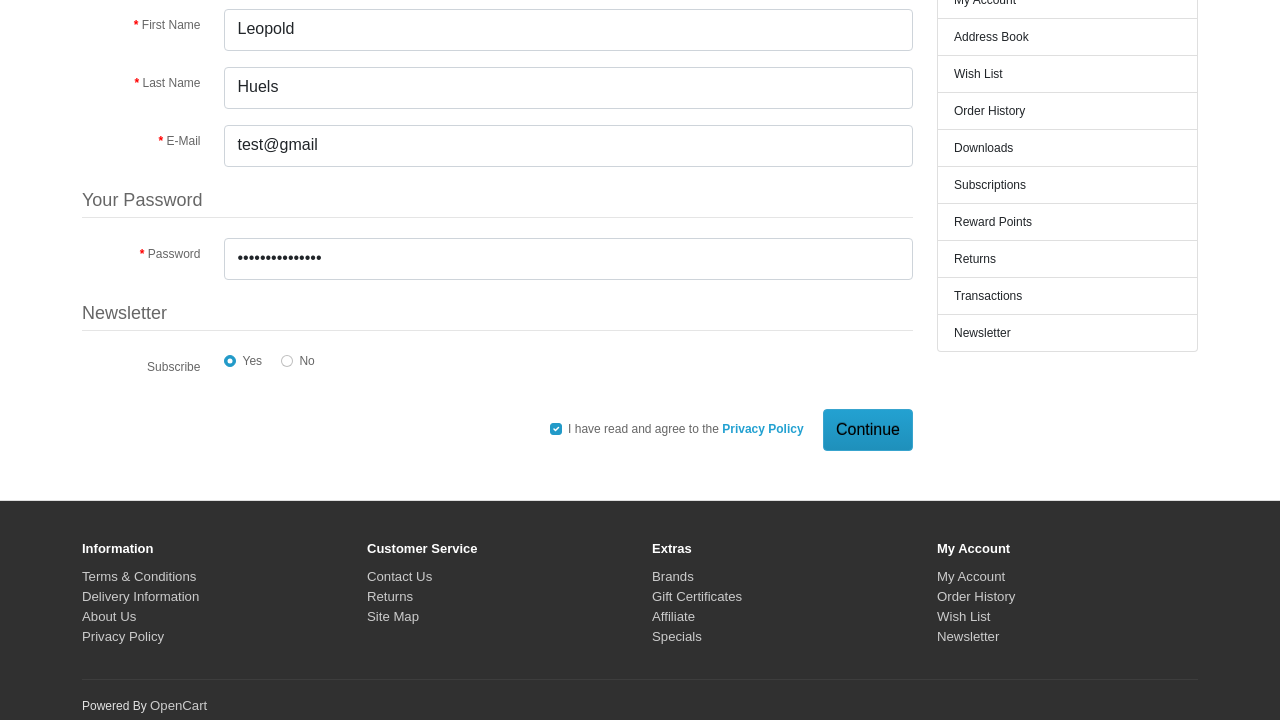 * First Name
Leopold
* Last Name
Huels
* E-Mail
test@gmail
Your Password
* Password
•••••••••••••••
Newsletter
Subscribe
Yes
No
I have read and agree to the Privacy Policy
Continue
My Account
Address Book
Wish List
Order History
Downloads
Subscriptions
Reward Points
Returns
Transactions
Newsletter
Information
Terms & Conditions
Delivery Information
About Us
Privacy Policy
Customer Service
Contact Us
Returns
Site Map
Extras
Brands
Gift Certificates
Affiliate
Specials
My Account
My Account
Order History
Wish List
Newsletter
Powered By OpenCart